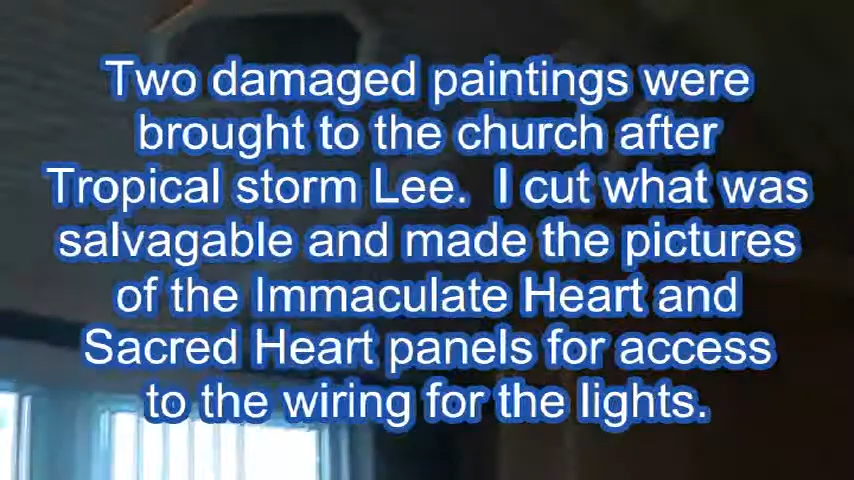 Two damaged paintings were
brought to the church after
Tropical storm Lee.  I cut what was
salvagable and made the pictures
of the Immaculate Heart and
Sacred Heart panels for access
to the wiring for the lights.